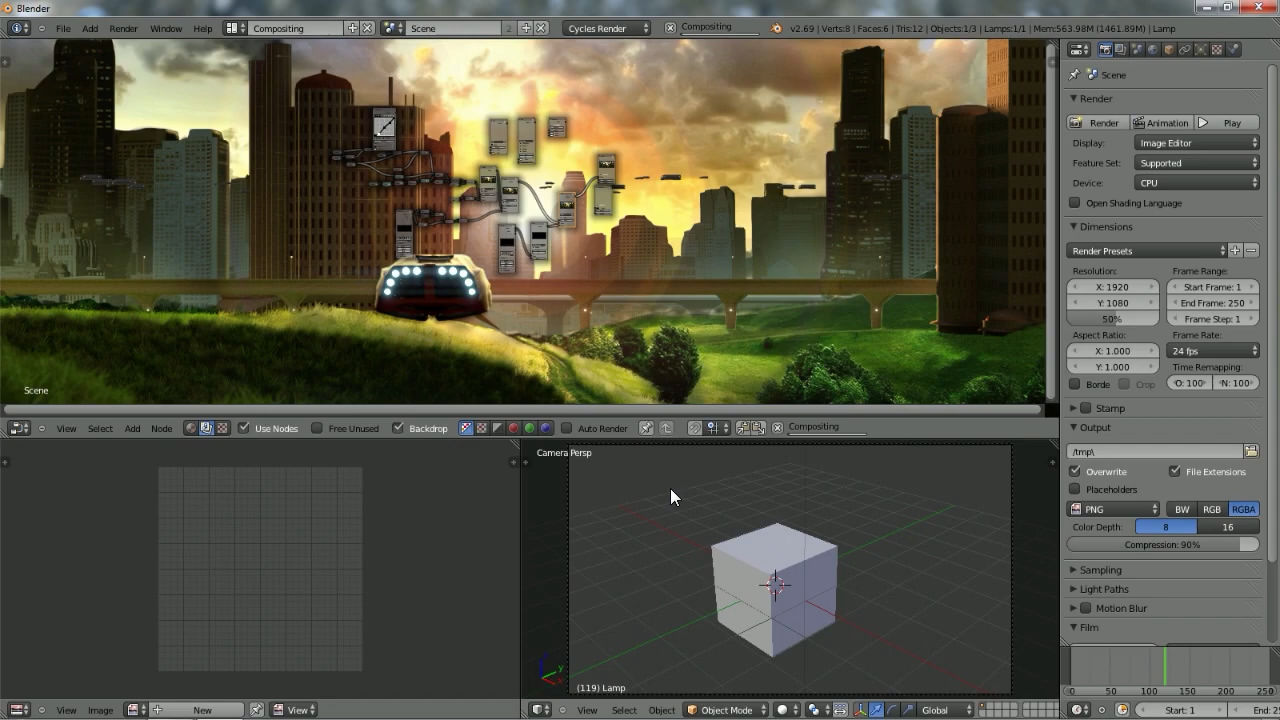 Blender
File Add Render Window Help Compositing Scene 2 Cycles Render Compositing v2.69 | Verts:8 | Faces:6 | Tris:12 | Objects:1/3 | Lamps:1/1 | Mem:563.98M (1461.89M) | Lamp
Scene
Render
Render Animation Play
Display: Image Editor
Feature Set: Supported
Device: CPU
Open Shading Language
Dimensions
Render Presets
Resolution: Frame Range:
X: 1920 Start Frame: 1
Y: 1080 End Frame: 250
50% Frame Step: 1
Aspect Ratio: Frame Rate:
X: 1.000 24 fps
Y: 1.000 Time Remapping:
Borde Crop O: 100 N: 100
Stamp
Output
/tmp\
Overwrite File Extensions
Placeholders
PNG BW RGB RGBA
Color Depth: 8 16
Compression: 90%
Sampling
Light Paths
Motion Blur
Film
Scene
View Select Add Node Use Nodes Free Unused Backdrop Auto Render Compositing
Camera Persp
(119) Lamp
y
0 50 100 150 200 250
View Image New View
View Select Object Object Mode Global
Start: 1 End: 25